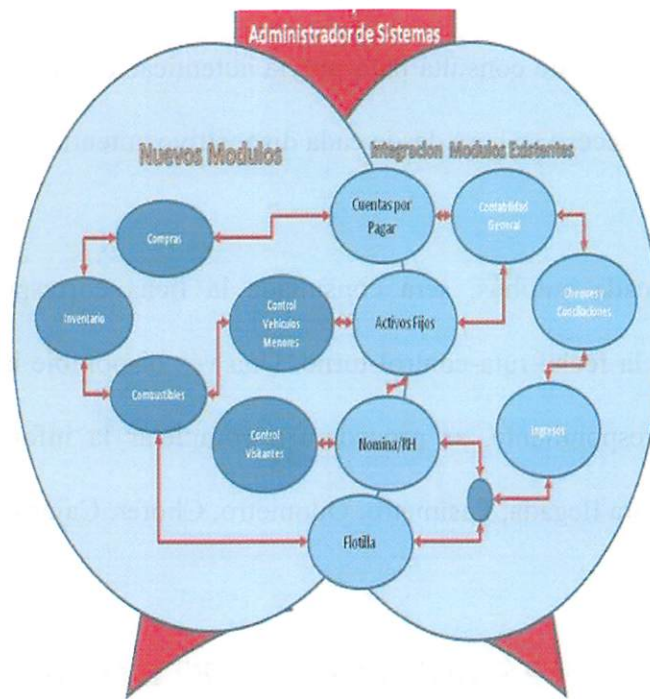 Administrador de Sistemas
Nuevos Modulos
Integracion Modulos Existentes
Cuentas por
Pagar
Contabilidad
General
Compras
Inventario
Control
Vehículos
Menores
Activos Fijos
Cheques y
Conciliaciones
Combustibles
Control
Visitantes
Nomina/RH
Ingresos
Flotilla